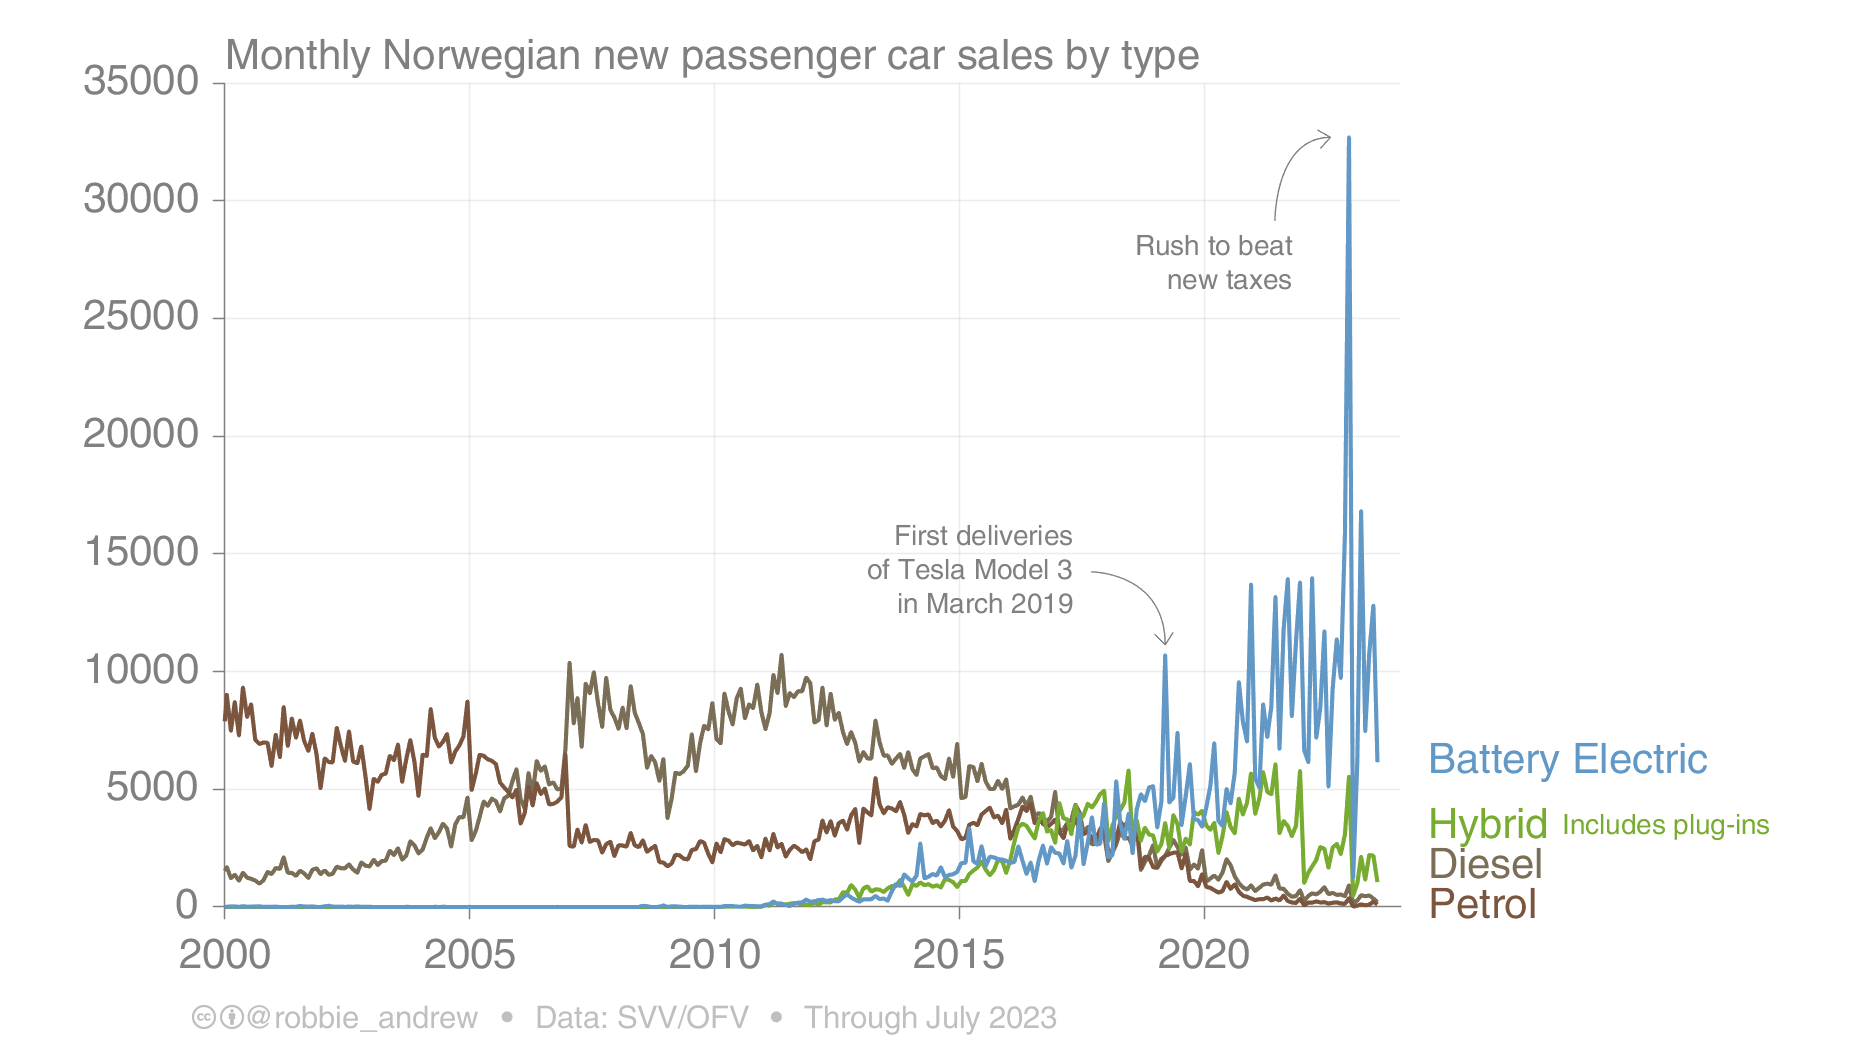 Monthly Norwegian new passenger car sales by type
35000
30000
25000
20000
15000
10000
5000
0
Rush to beat
new taxes
First deliveries
of Tesla Model 3
in March 2019
Battery Electric
Hybrid Includes plug-ins
Diesel
Petrol
2000 2005 2010 2015 2020
cc @robbie_andrew • Data: SVV/OFV • Through July 2023